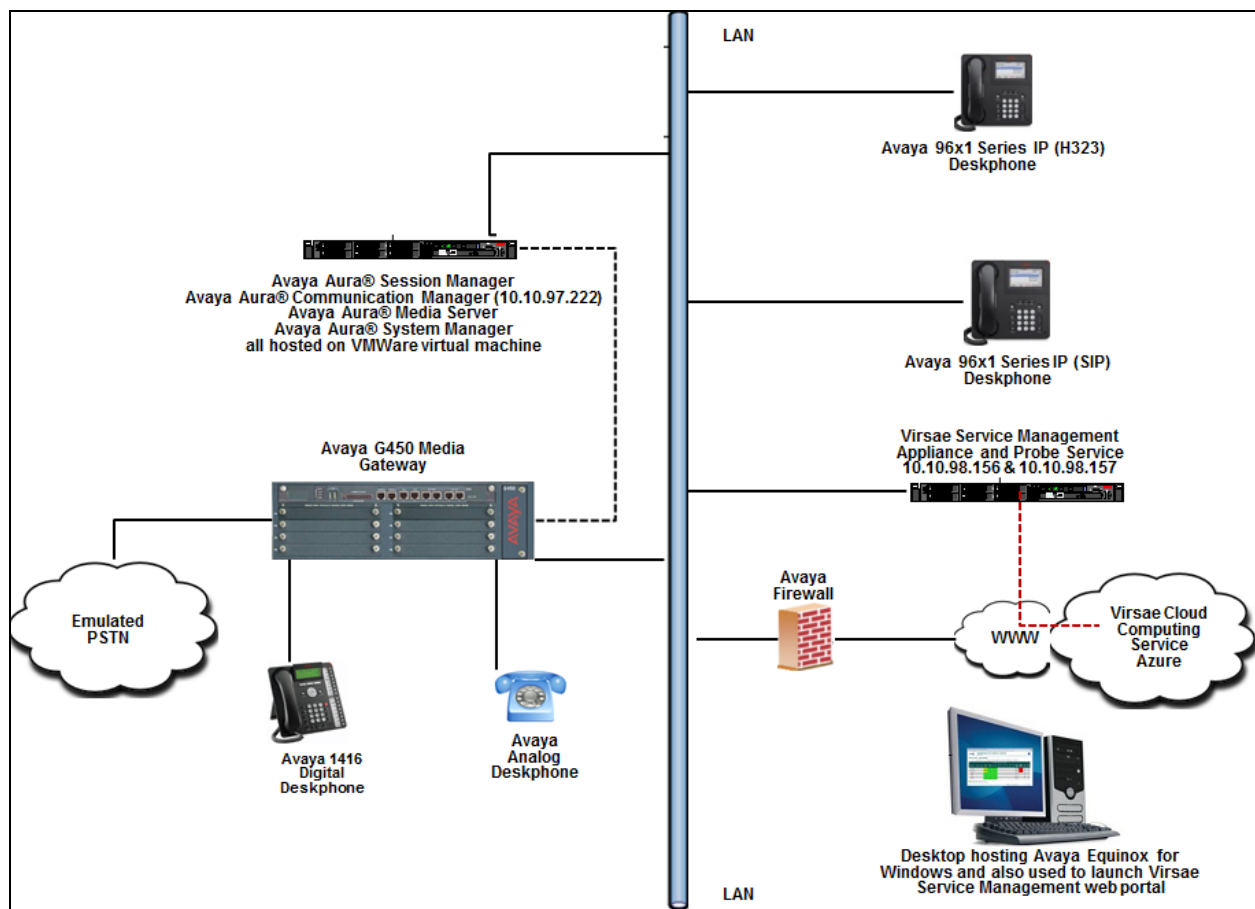 LAN
Avaya 96x1 Series IP (H323)
Deskphone
Avaya Aura® Session Manager
Avaya Aura® Communication Manager (10.10.97.222)
Avaya Aura® Media Server
Avaya Aura® System Manager
all hosted on VMWare virtual machine
Avaya 96x1 Series IP (SIP)
Deskphone
Avaya G450 Media
Gateway
AVAYA
Virsae Service Management
Appliance and Probe Service
10.10.98.156 & 10.10.98.157
Emulated
PSTN
Avaya
Firewall
WWW
Virsae Cloud
Computing
Service
Azure
Avaya 1416
Digital
Deskphone
Avaya
Analog
Deskphone
Desktop hosting Avaya Equinox for
Windows and also used to launch Virsae
Service Management web portal
LAN